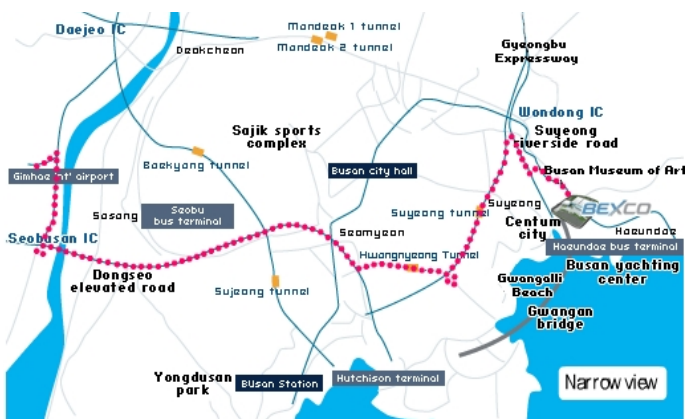 Daejeo IC
Mandeok 1 tunnel
Mandeok 2 tunnel
Deokcheon
Gyeongbu
Expressway
Wondong IC
Sajik sports
complex
Suyeong
riverside road
Baekyang tunnel
Busan city hall
Busan Museum of Art
Gimhae Int' airport
Sasang
Seobu
bus terminal
Suyeong tunnel
Suyeong
BEXCO
Centum
city
Haeundae
Seobusan IC
Seomyeon
Haeundae bus terminal
Hwangnyeong Tunnel
Dongseo
elevated road
Sujeong tunnel
Busan yachting
center
Gwangalli
Beach
Gwangan
bridge
Yongdusan
park
Busan Station
Hutchison terminal
Narrow view